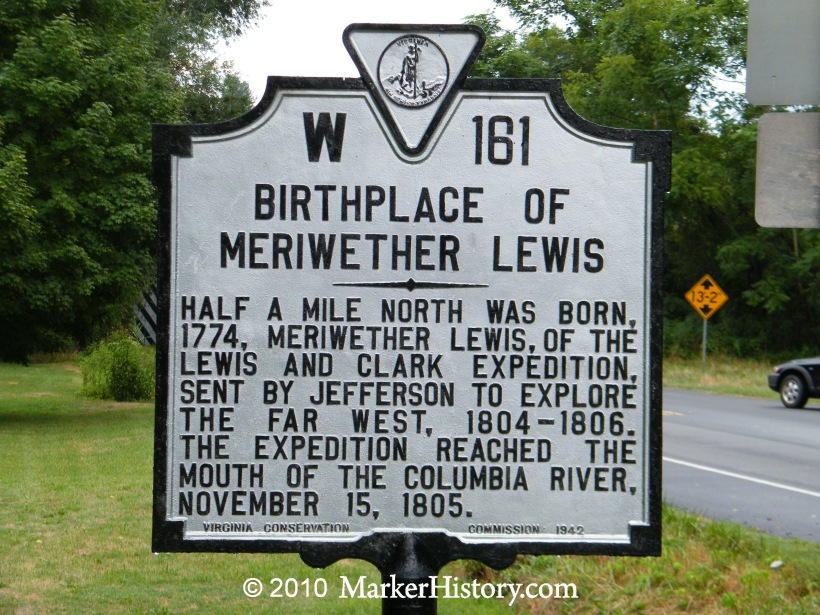 VIRGINIA
W 161
BIRTHPLACE OF
MERIWETHER LEWIS
HALF A MILE NORTH WAS BORN,
1774, MERIWETHER LEWIS, OF THE
LEWIS AND CLARK EXPEDITION,
SENT BY JEFFERSON TO EXPLORE
THE FAR WEST, 1804-1806.
THE EXPEDITION REACHED THE
MOUTH OF THE COLUMBIA RIVER,
NOVEMBER 15, 1805.
VIRGINIA CONSERVATION COMMISSION 1942
13'-2"
© 2010 MarkerHistory.com